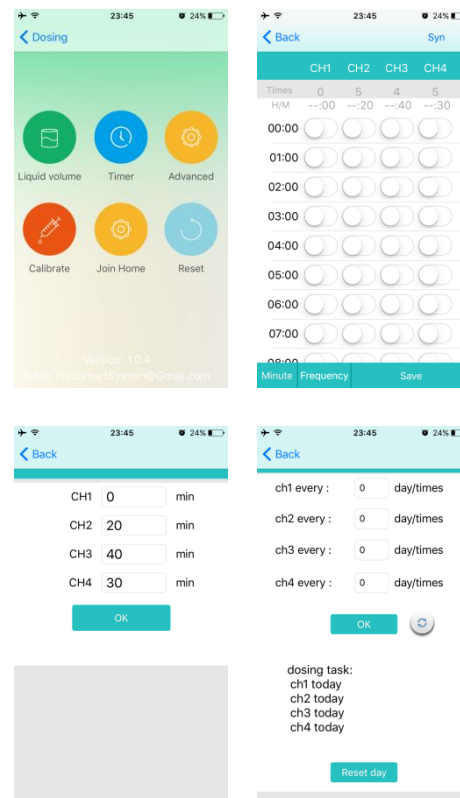 23:45 24%
Dosing
Liquid volume Timer Advanced
Calibrate Join Home Reset
Version: 1.0.4
Email: FishSmartSystem@Gmail.com
23:45 24%
Back Syn
CH1 CH2 CH3 CH4
Times 0 5 4 5
H/M --:00 --:20 --:40 --:30
00:00
01:00
02:00
03:00
04:00
05:00
06:00
07:00
08:00
Minute Frequency Save
23:45 24%
Back
CH1 0 min
CH2 20 min
CH3 40 min
CH4 30 min
OK
23:45 24%
Back
ch1 every : 0 day/times
ch2 every : 0 day/times
ch3 every : 0 day/times
ch4 every : 0 day/times
OK
dosing task:
ch1 today
ch2 today
ch3 today
ch4 today
Reset day